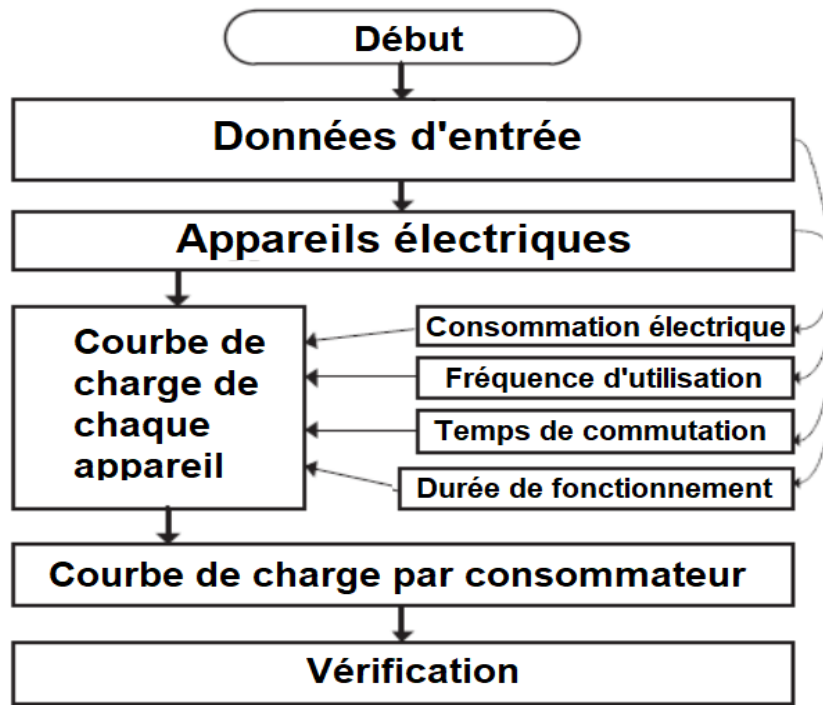 Début
Données d'entrée
Appareils électriques
Courbe de
charge de
chaque
appareil
Consommation électrique
Fréquence d'utilisation
Temps de commutation
Durée de fonctionnement
Courbe de charge par consommateur
Vérification